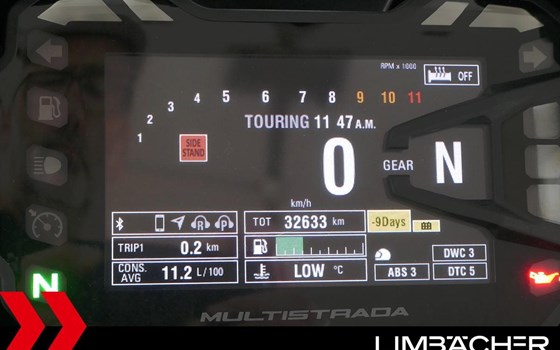 RPM x 1000
OFF
1 2 3 4 5 6 7 8 9 10 11
TOURING 11 47 A.M.
SIDE STAND
0 GEAR N
km/h
R P
TOT 32633 km -9Days
TRIP1 0.2 km
CONS. AVG 11.2 L/100
LOW °C
DWC 3
ABS 3 DTC 5
N
MULTISTRADA
LIMBÄCHER